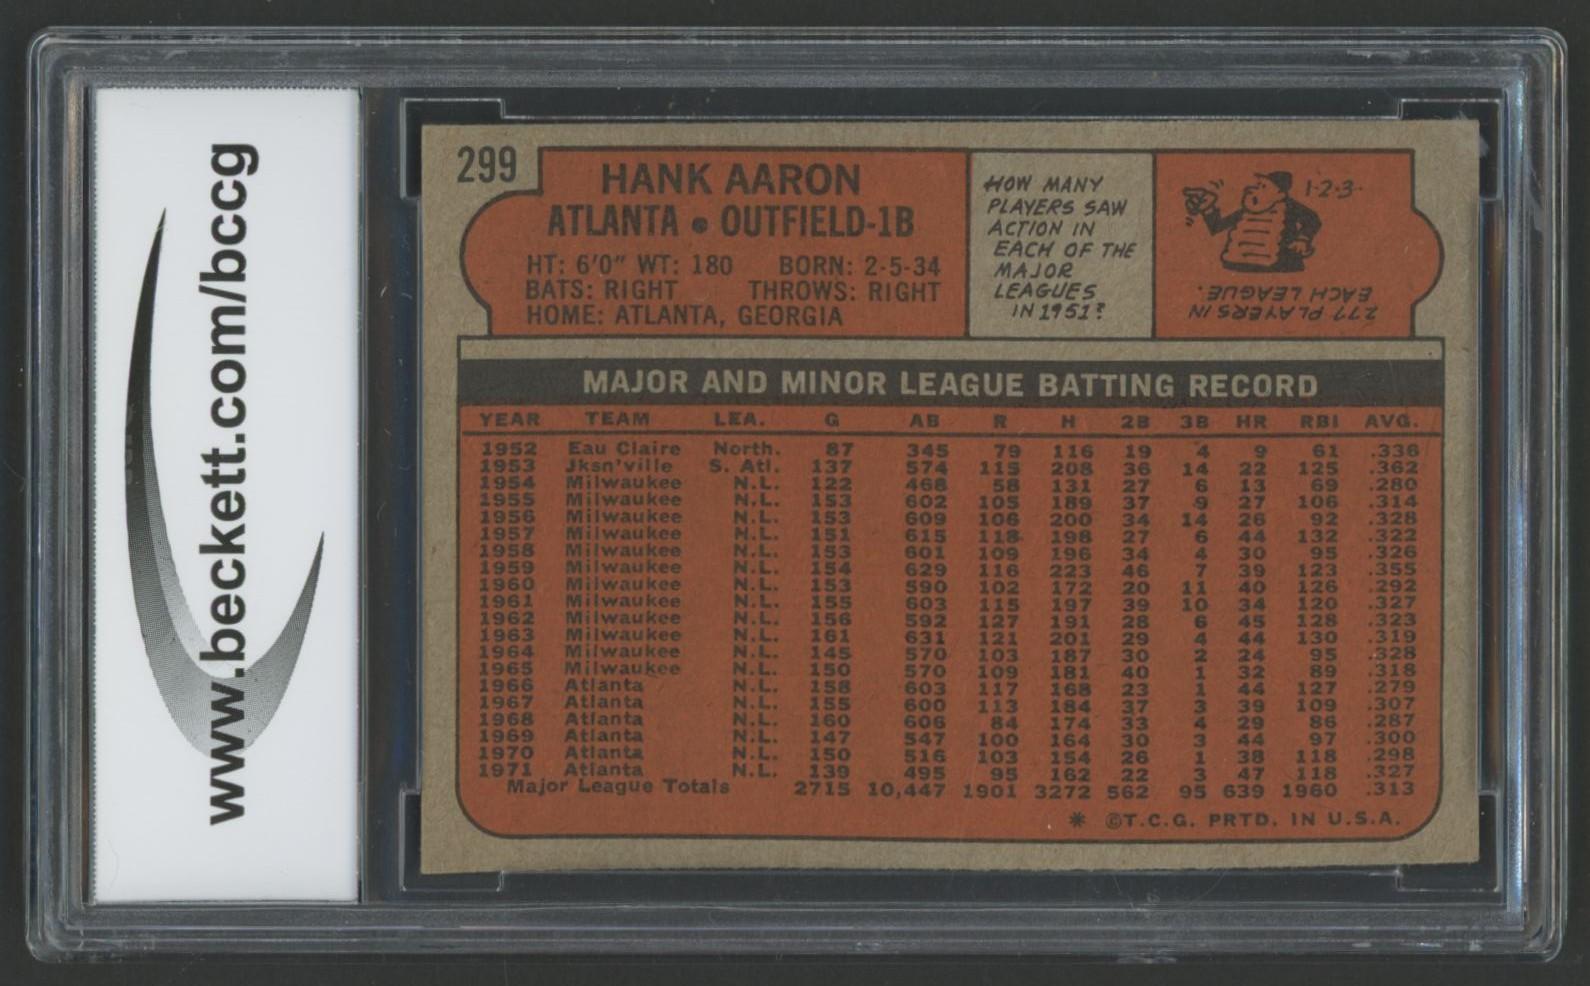 www.beckett.com/bccg
299
HANK AARON
ATLANTA • OUTFIELD-1B
HT: 6'0" WT: 180 BORN: 2-5-34
BATS: RIGHT THROWS: RIGHT
HOME: ATLANTA, GEORGIA
HOW MANY
PLAYERS SAW
ACTION IN
EACH OF THE
MAJOR
LEAGUES
IN 1951?
1-2-3-
277 PLAYERS IN
EACH LEAGUE.
MAJOR AND MINOR LEAGUE BATTING RECORD
YEAR TEAM LEA. G AB R H 2B 3B HR RBI AVG.
1952 Eau Claire North. 87 345 79 116 19 4 9 61 .336
1953 Jksn'ville S. Atl. 137 574 115 208 36 14 22 125 .362
1954 Milwaukee N.L. 122 468 58 131 27 6 13 69 .280
1955 Milwaukee N.L. 153 602 105 189 37 9 27 106 .314
1956 Milwaukee N.L. 153 609 106 200 34 14 26 92 .328
1957 Milwaukee N.L. 151 615 118 198 27 6 44 132 .322
1958 Milwaukee N.L. 153 601 109 196 34 4 30 95 .326
1959 Milwaukee N.L. 154 629 116 223 46 7 39 123 .355
1960 Milwaukee N.L. 153 590 102 172 20 11 40 126 .292
1961 Milwaukee N.L. 155 603 115 197 39 10 34 120 .327
1962 Milwaukee N.L. 156 592 127 191 28 6 45 128 .323
1963 Milwaukee N.L. 161 631 121 201 29 4 44 130 .319
1964 Milwaukee N.L. 145 570 103 187 30 2 24 95 .328
1965 Milwaukee N.L. 150 570 109 181 40 1 32 89 .318
1966 Atlanta N.L. 158 603 117 168 23 1 44 127 .279
1967 Atlanta N.L. 155 600 113 184 37 3 39 109 .307
1968 Atlanta N.L. 160 606 84 174 33 4 29 86 .287
1969 Atlanta N.L. 147 547 100 164 30 3 44 97 .300
1970 Atlanta N.L. 150 516 103 154 26 1 38 118 .298
1971 Atlanta N.L. 139 495 95 162 22 3 47 118 .327
Major League Totals 2715 10,447 1901 3272 562 95 639 1960 .313
* ©T.C.G. PRTD. IN U.S.A.